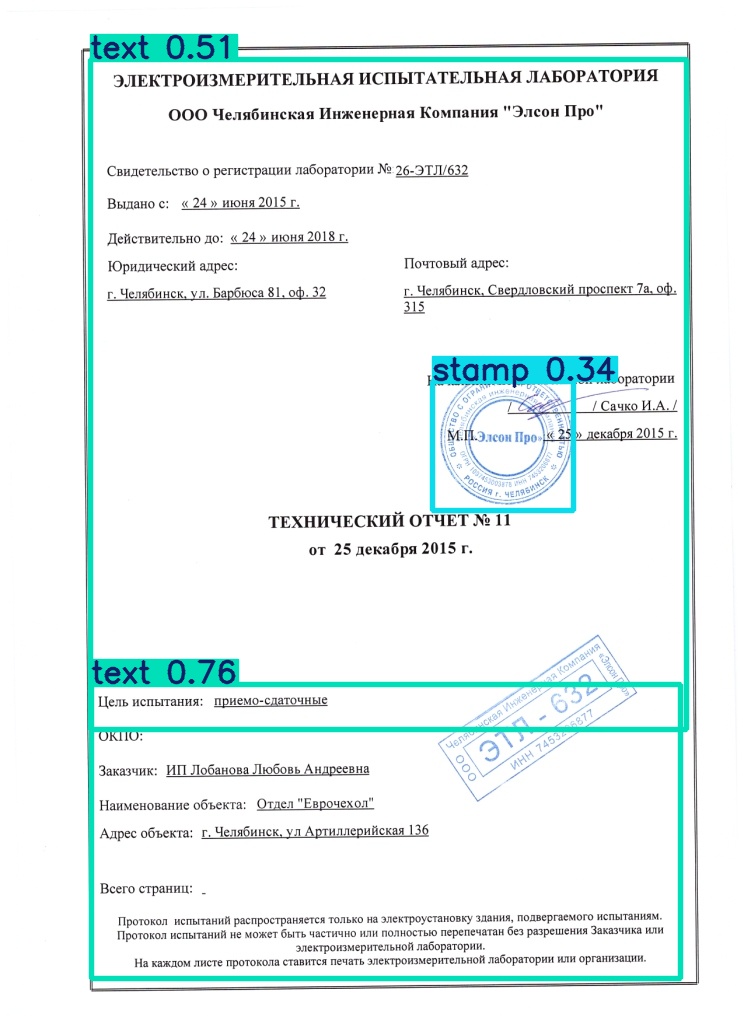 text 0.51
ЭЛЕКТРОИЗМЕРИТЕЛЬНАЯ ИСПЫТАТЕЛЬНАЯ ЛАБОРАТОРИЯ
ООО Челябинская Инженерная Компания "Элсон Про"
Свидетельство о регистрации лаборатории № 26-ЭТЛ/632
Выдано с: « 24 » июня 2015 г.
Действительно до: « 24 » июня 2018 г.
Юридический адрес:
г. Челябинск, ул. Барбюса 81, оф. 32
Почтовый адрес:
г. Челябинск, Свердловский проспект 7а, оф.
315
stamp 0.34
лаборатории
/ / Сачко И.А. /
М.П. « 25 » декабря 2015 г.
ОБЩЕСТВО С ОТВЕТСТВЕННОСТЬЮ
«Элсон Про»
РОССИЯ г. ЧЕЛЯБИНСК
ТЕХНИЧЕСКИЙ ОТЧЕТ № 11
от 25 декабря 2015 г.
text 0.76
Цель испытания: приемо-сдаточные
ООО Челябинская Инженерная Компания «Элсон Про»
ЭТЛ - 632
ИНН
ОКПО:
Заказчик: ИП Лобанова Любовь Андреевна
Наименование объекта: Отдел "Еврочехол"
Адрес объекта: г. Челябинск, ул Артиллерийская 136
Всего страниц: -
Протокол испытаний распространяется только на электроустановку здания, подвергаемого испытаниям.
Протокол испытаний не может быть частично или полностью перепечатан без разрешения Заказчика или
электроизмерительной лаборатории.
На каждом листе протокола ставится печать электроизмерительной лаборатории или организации.